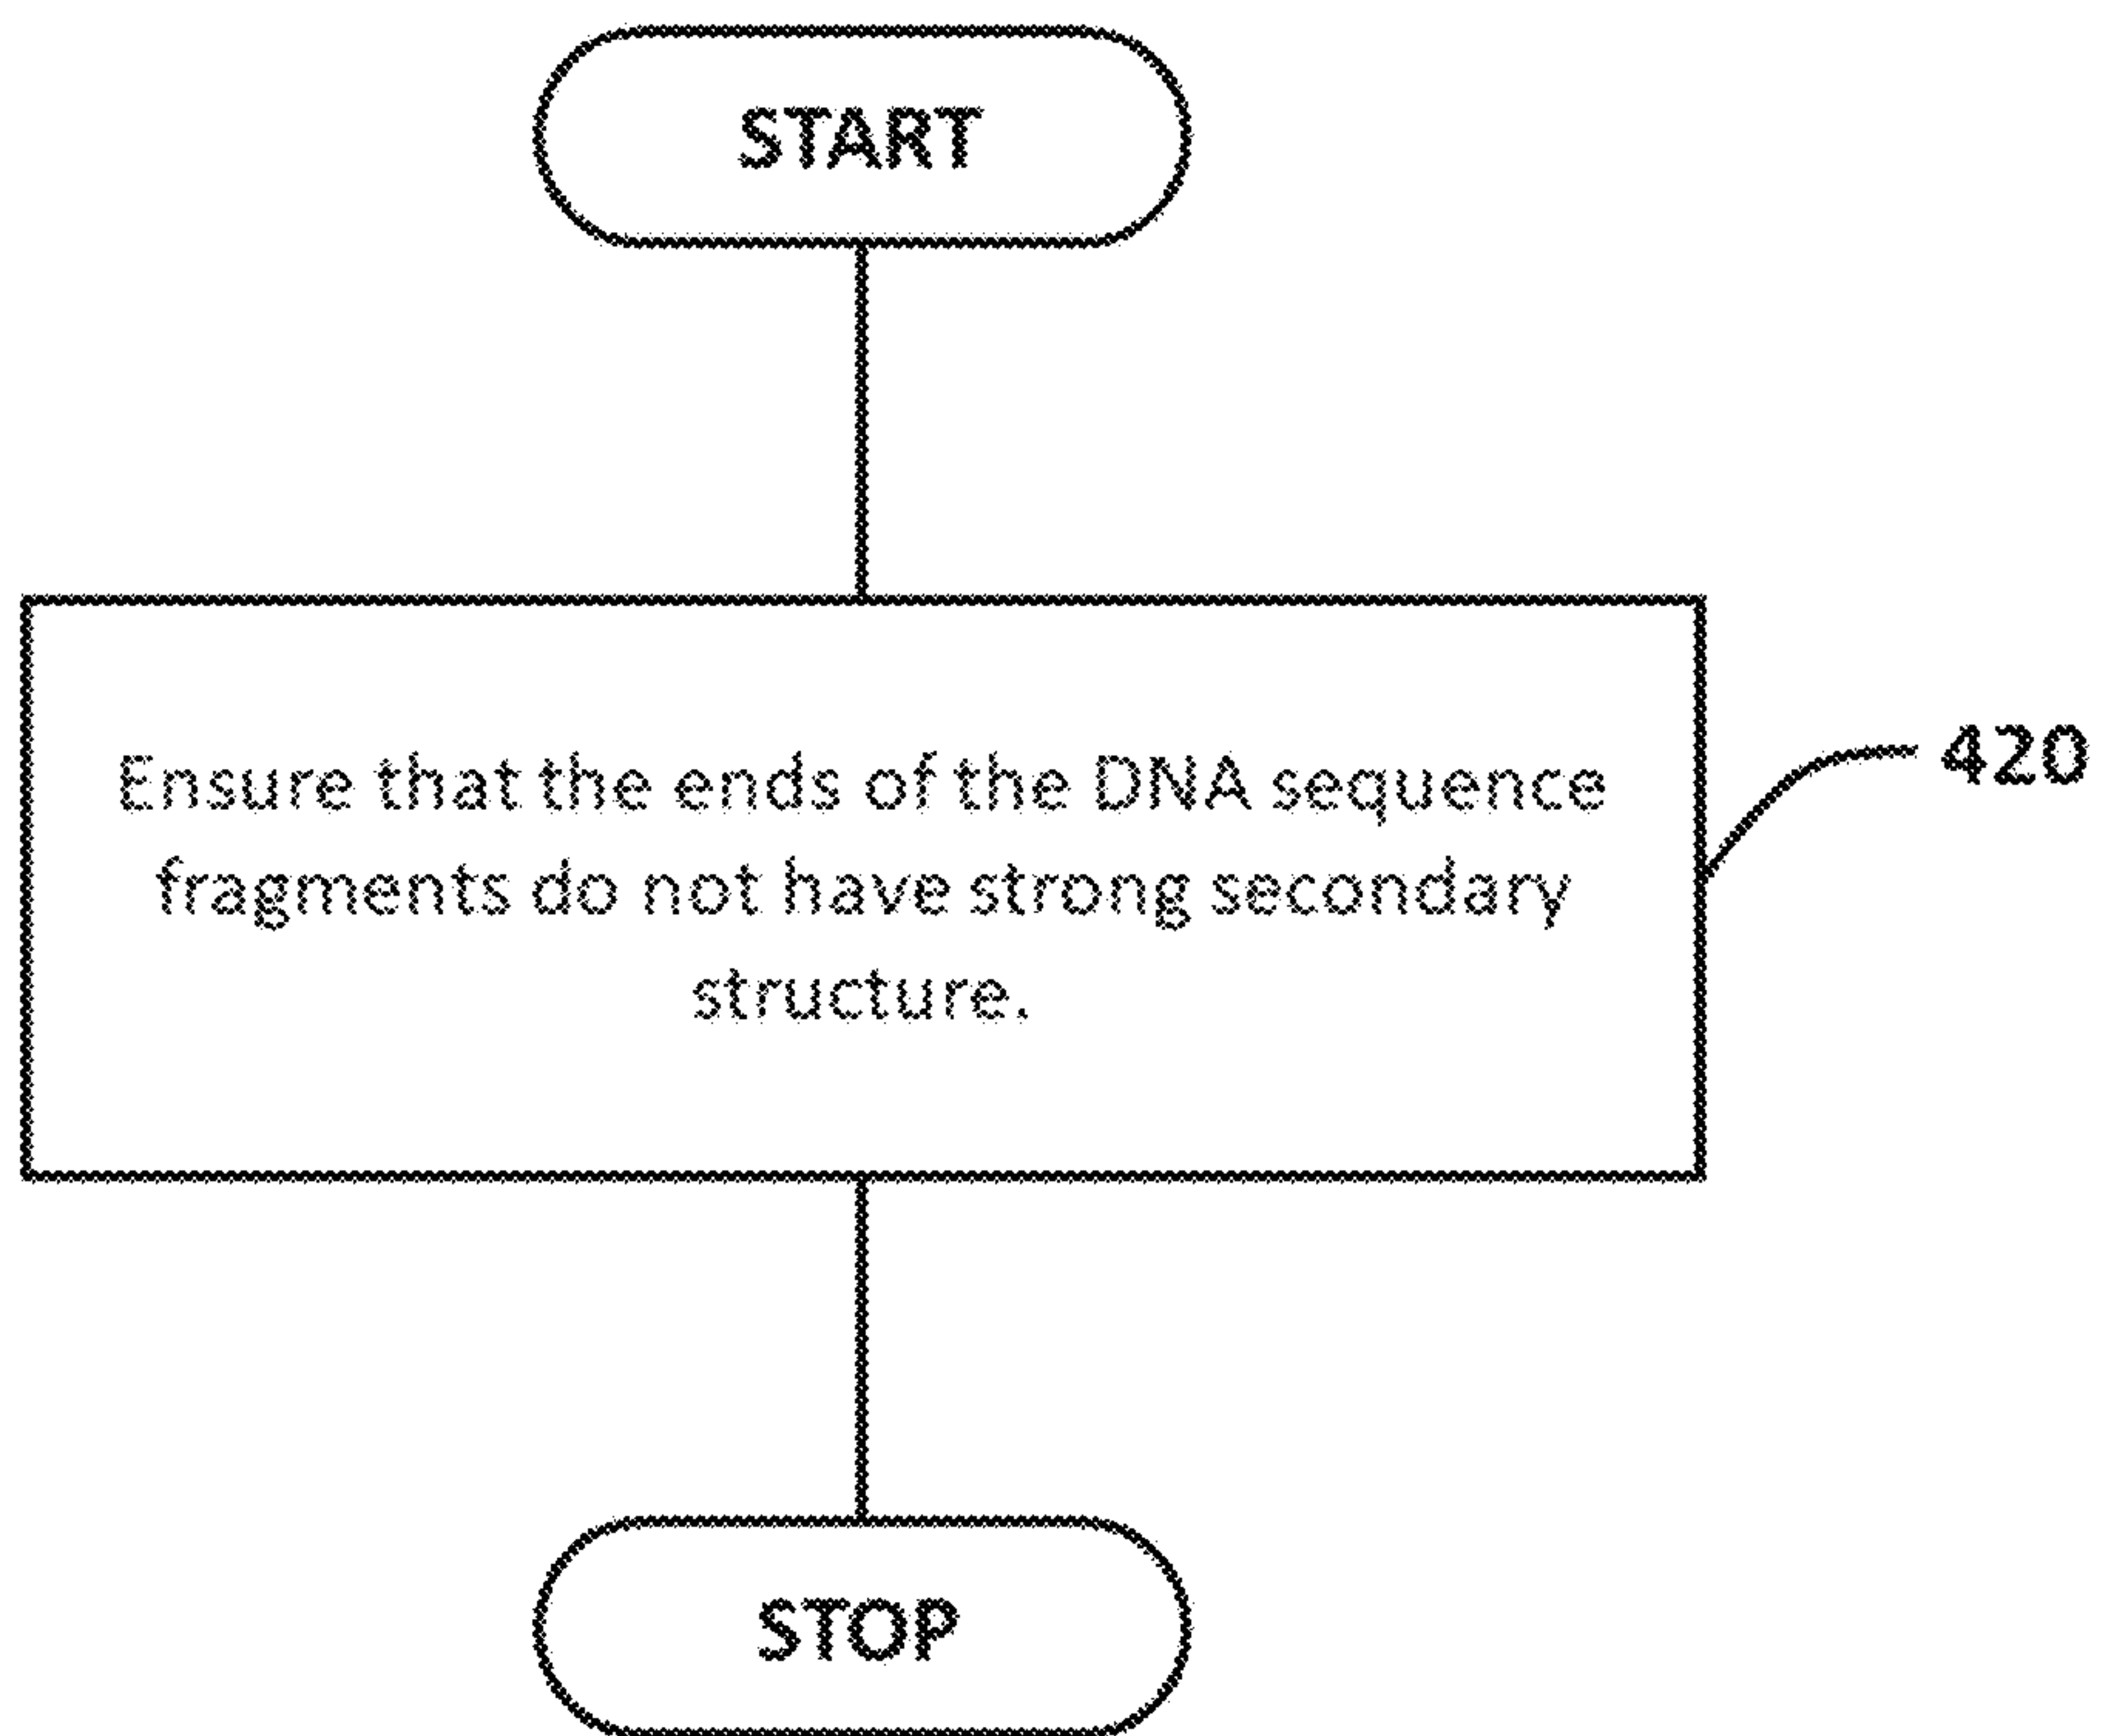 START
Ensure that the ends of the DNA sequence
fragments do not have strong secondary
structure.
420
STOP